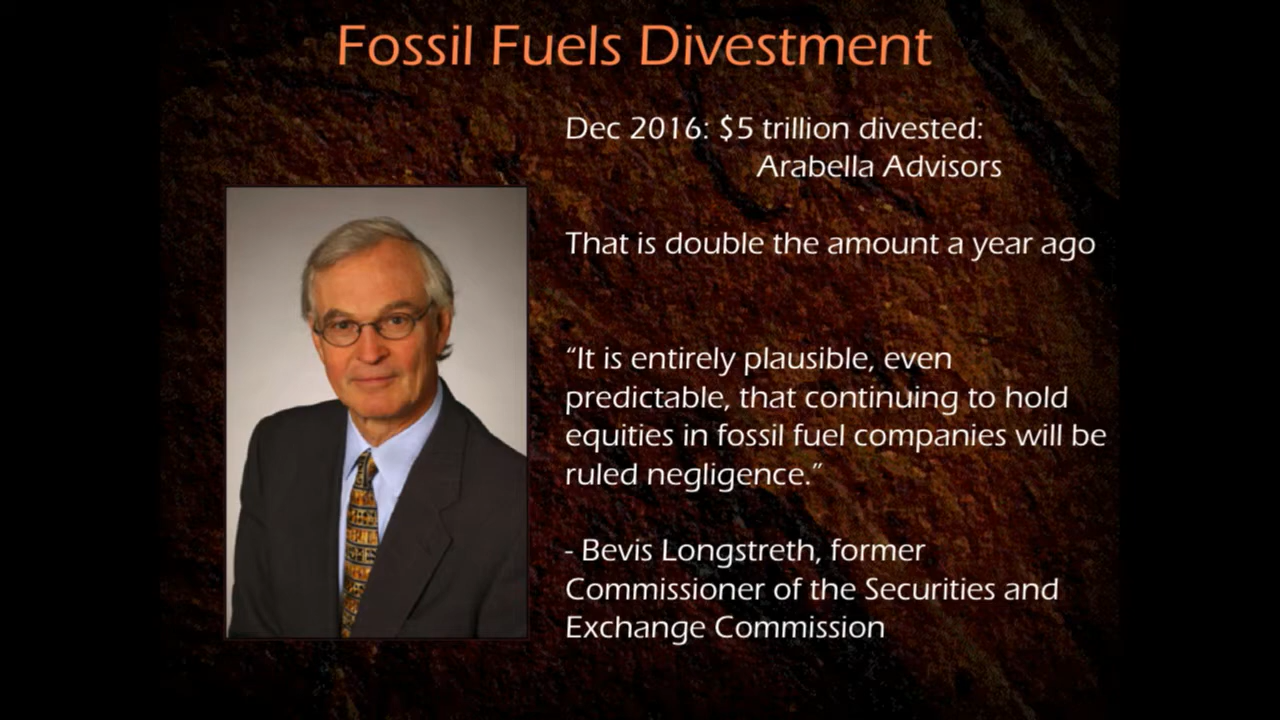 Fossil Fuels Divestment
Dec 2016: $5 trillion divested:
Arabella Advisors
That is double the amount a year ago
“It is entirely plausible, even
predictable, that continuing to hold
equities in fossil fuel companies will be
ruled negligence.”
- Bevis Longstreth, former
Commissioner of the Securities and
Exchange Commission